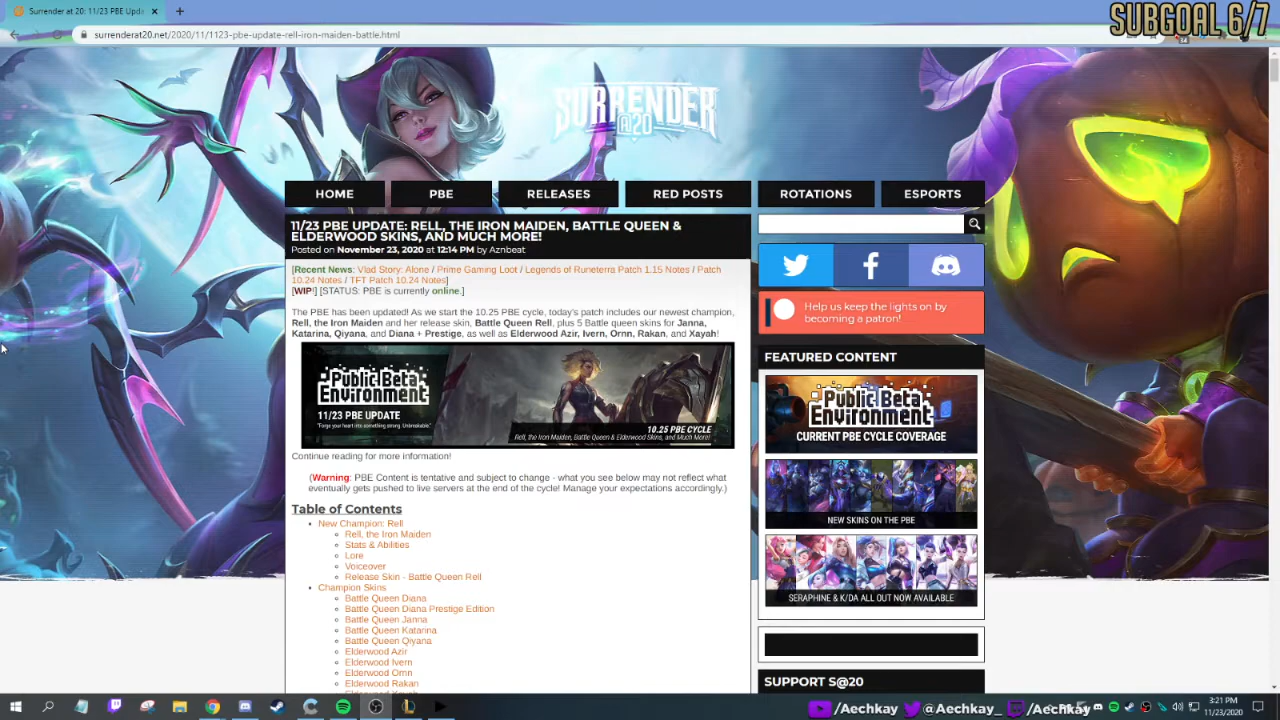 Surrender at 20: 11/23 PBE Upda
SUBGOAL 6/7
surrenderat20.net/2020/11/1123-pbe-update-rell-iron-maiden-battle.html
SURRENDER
@20
HOME
PBE
RELEASES
RED POSTS
ROTATIONS
ESPORTS
11/23 PBE UPDATE: RELL, THE IRON MAIDEN, BATTLE QUEEN &
ELDERWOOD SKINS, AND MUCH MORE!
Posted on November 23, 2020 at 12:14 PM by Aznbeat
[Recent News: Vlad Story: Alone / Prime Gaming Loot / Legends of Runeterra Patch 1.15 Notes / Patch
10.24 Notes / TFT Patch 10.24 Notes]
[WIP!] [STATUS: PBE is currently online.]
The PBE has been updated! As we start the 10.25 PBE cycle, today's patch includes our newest champion,
Rell, the Iron Maiden and her release skin, Battle Queen Rell, plus 5 Battle queen skins for Janna,
Katarina, Qiyana, and Diana + Prestige, as well as Elderwood Azir, Ivern, Ornn, Rakan, and Xayah!
Public Beta
Environment
11/23 PBE UPDATE
"Forge your heart into something strong. Unbreakable."
10.25 PBE CYCLE
Rell, the Iron Maiden, Battle Queen & Elderwood Skins, and Much More!
Continue reading for more information!
(Warning: PBE Content is tentative and subject to change - what you see below may not reflect what
eventually gets pushed to live servers at the end of the cycle! Manage your expectations accordingly.)
Table of Contents
New Champion: Rell
Rell, the Iron Maiden
Stats & Abilities
Lore
Voiceover
Release Skin - Battle Queen Rell
Champion Skins
Battle Queen Diana
Battle Queen Diana Prestige Edition
Battle Queen Janna
Battle Queen Katarina
Battle Queen Qiyana
Elderwood Azir
Elderwood Ivern
Elderwood Ornn
Elderwood Rakan
Elderwood Xayah
Help us keep the lights on by
becoming a patron!
FEATURED CONTENT
Public Beta
Environment
CURRENT PBE CYCLE COVERAGE
NEW SKINS ON THE PBE
SERAPHINE & K/DA ALL OUT NOW AVAILABLE
SUPPORT S@20
/Aechkay
@Aechkay_
/Aechkay
3:21 PM
11/23/2020